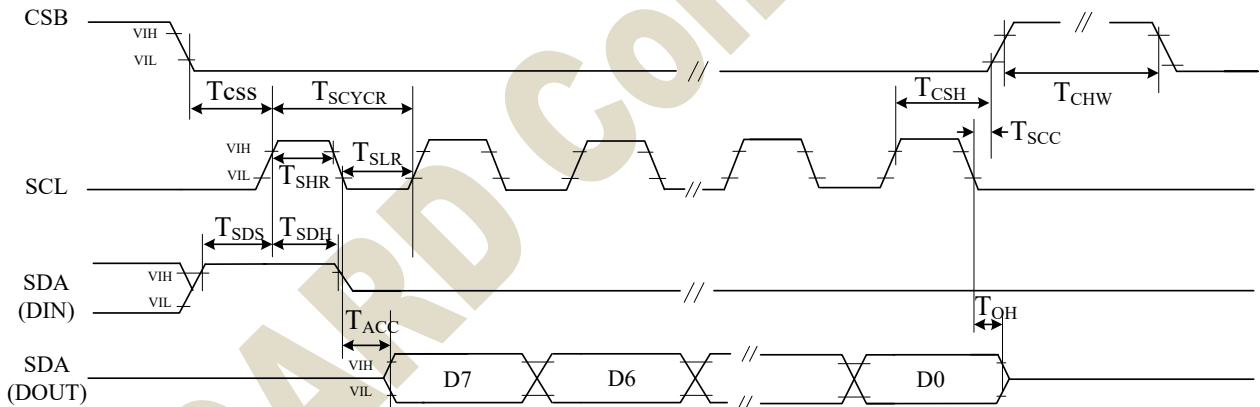 CSB
VIH
VIL
Tcss
TSCYCR
TCSH
TCHW
TSCC
SCL
VIH
VIL
TSHR
TSLR
TSDS
TSDH
SDA
(DIN)
VIH
VIL
TACC
TOH
SDA
(DOUT)
VIH
VIL
D7
D6
D0